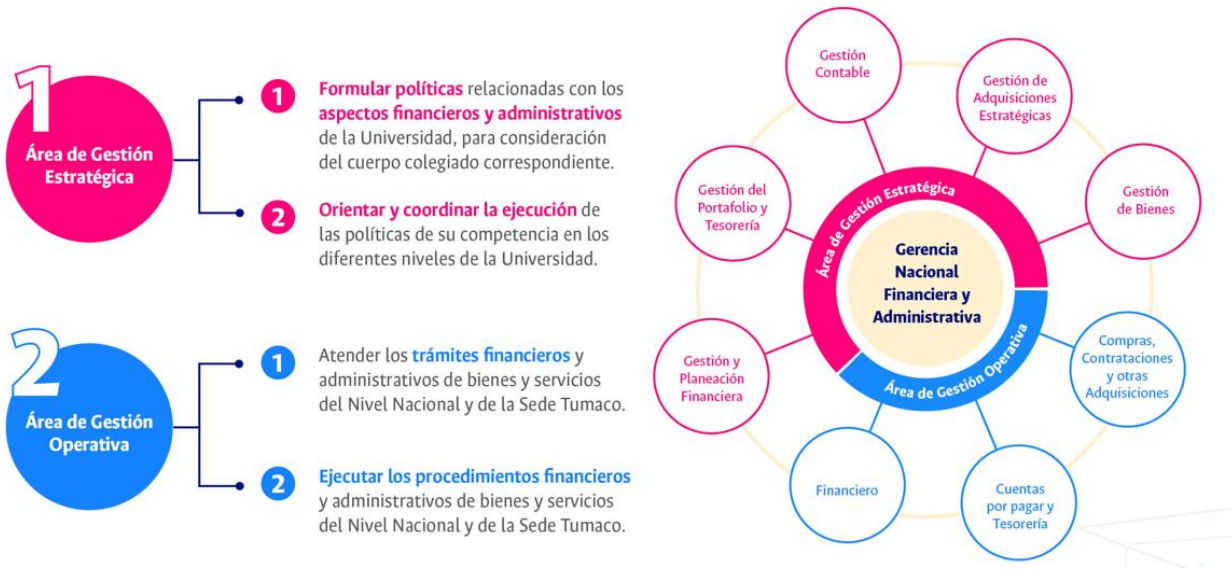 1
Área de Gestión
Estratégica
1
Formular políticas relacionadas con los
aspectos financieros y administrativos
de la Universidad, para consideración
del cuerpo colegiado correspondiente.
2
Orientar y coordinar la ejecución de
las políticas de su competencia en los
diferentes niveles de la Universidad.
2
Área de Gestión
Operativa
1
Atender los trámites financieros y
administrativos de bienes y servicios
del Nivel Nacional y de la Sede Tumaco.
2
Ejecutar los procedimientos financieros
y administrativos de bienes y servicios
del Nivel Nacional y de la Sede Tumaco.
Gestión
Contable
Gestión de
Adquisiciones
Estratégicas
Gestión del
Portafolio y
Tesorería
Gestión
de Bienes
Área de Gestión Estratégica
Gerencia
Nacional
Financiera y
Administrativa
Área de Gestión Operativa
Gestión y
Planeación
Financiera
Compras,
Contrataciones
y otras
Adquisiciones
Financiero
Cuentas
por pagar y
Tesorería